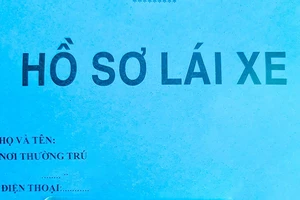 HỒ SƠ LÁI XE
HỌ VÀ TÊN:
NƠI THƯỜNG TRÚ
ĐIỆN THOẠI:............